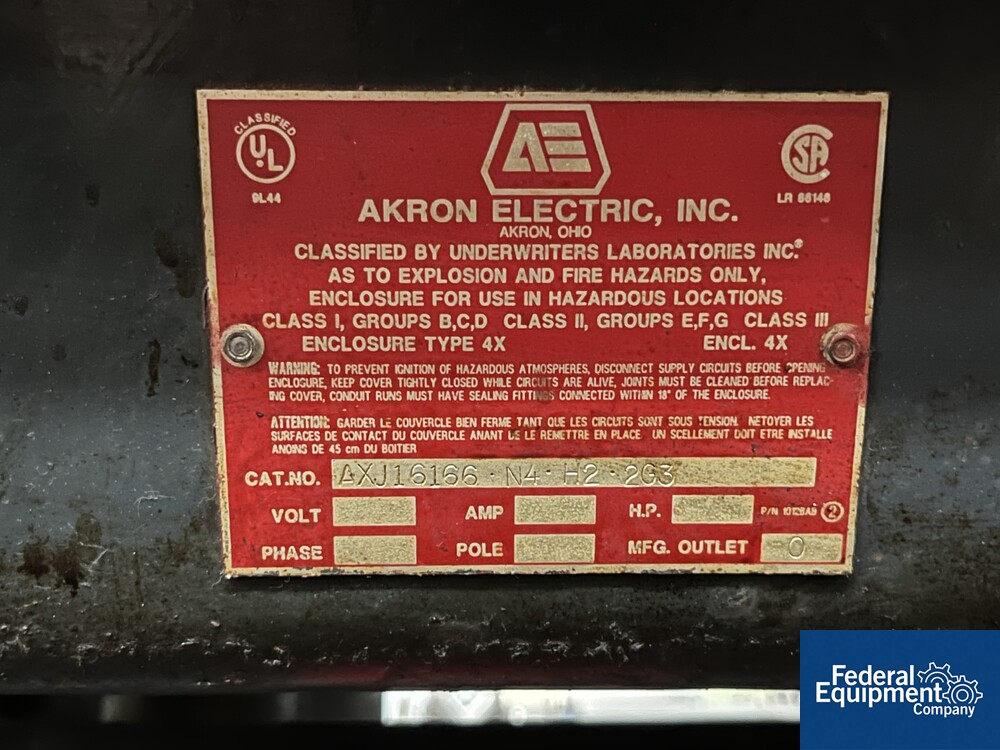 CLASSIFIED
UL
9L44
AE
SA
LR 86146
AKRON ELECTRIC, INC.
AKRON, OHIO
CLASSIFIED BY UNDERWRITERS LABORATORIES INC.®
AS TO EXPLOSION AND FIRE HAZARDS ONLY,
ENCLOSURE FOR USE IN HAZARDOUS LOCATIONS
CLASS I, GROUPS B,C,D CLASS II, GROUPS E,F,G CLASS III
ENCLOSURE TYPE 4X ENCL. 4X
WARNING: TO PREVENT IGNITION OF HAZARDOUS ATMOSPHERES, DISCONNECT SUPPLY CIRCUITS BEFORE OPENING
ENCLOSURE, KEEP COVER TIGHTLY CLOSED WHILE CIRCUITS ARE ALIVE, JOINTS MUST BE CLEANED BEFORE REPLAC-
ING COVER, CONDUIT RUNS MUST HAVE SEALING FITTINGS CONNECTED WITHIN 18" OF THE ENCLOSURE.
ATTENTION: GARDER LE COUVERCLE BIEN FERME TANT QUE LES CIRCUITS SONT SOUS TENSION. NETOYER LES
SURFACES DE CONTACT DU COUVERCLE ANANT DE LE REMETTRE EN PLACE UN SCELLEMENT DOIT ETRE INSTALLE
ANOINS DE 45 cm DU BOITIER
CAT.NO. AXJ16166·N4·H2·2G3
VOLT AMP H.P. P/N 10128A9 2
PHASE POLE MFG. OUTLET 0
Federal
Equipment
Company